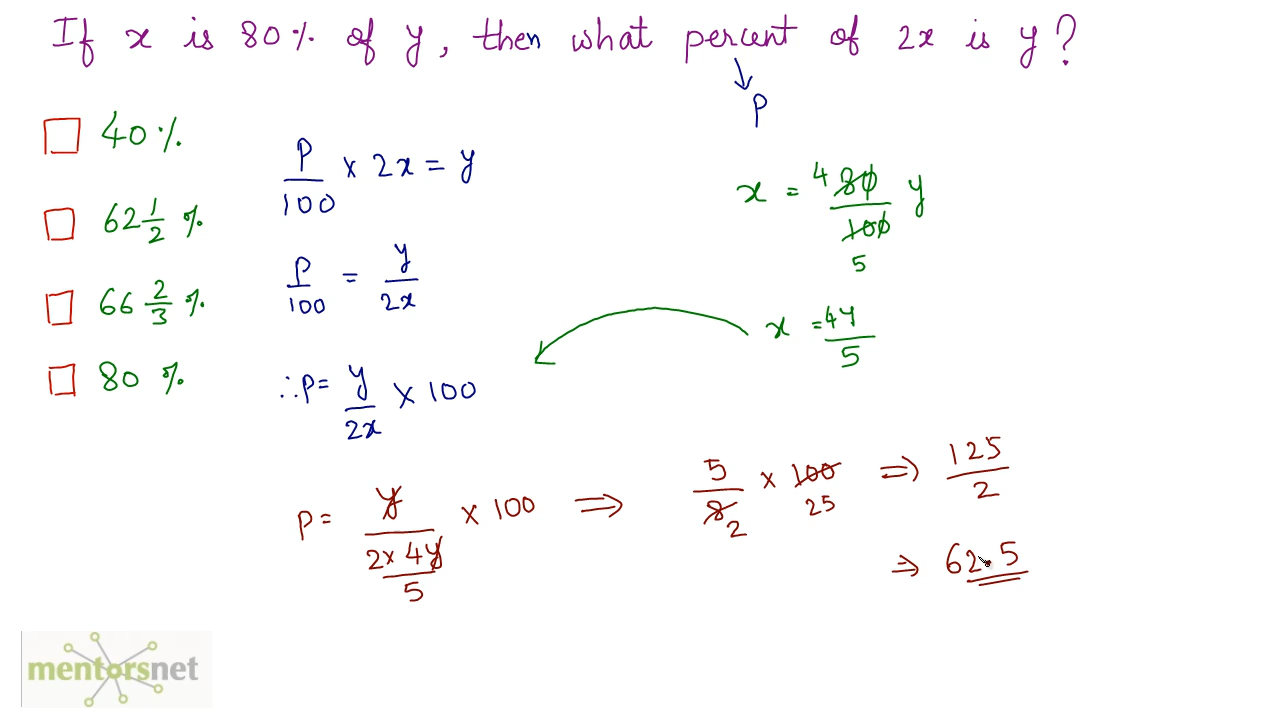 If x is 80% of y, then what percent of 2x is y?
P
40%
62 1/2 %
66 2/3 %
80 %
P/100 × 2x = y
P/100 = y/2x
∴ P = y/2x × 100
x = 4 80/100 5 y
x = 4y/5
P = y/(2 × 4y/5) × 100 ⇒ 5/8 2 × 100 25 ⇒ 125/2
⇒ 62.5
mentorsnet